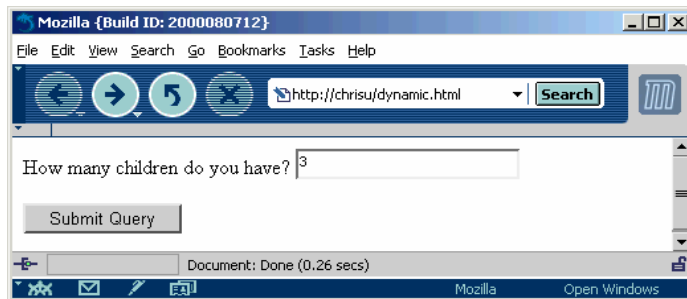 Mozilla {Build ID: 2000080712}
File Edit View Search Go Bookmarks Tasks Help
http://chrisu/dynamic.html Search
How many children do you have? 3
Submit Query
Document: Done (0.26 secs)
Mozilla Open Windows